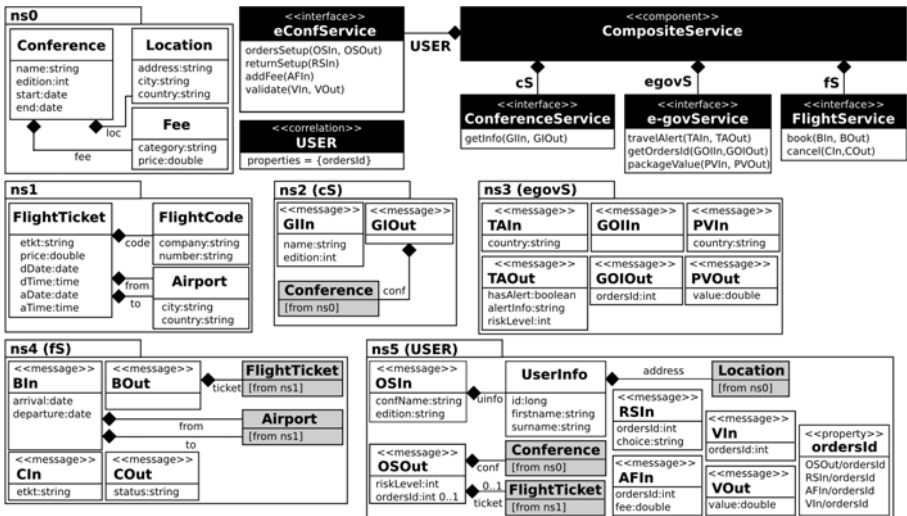 ns0
Conference
name:string
edition:int
start:date
end:date
Location
address:string
city:string
country:string
loc
fee
Fee
category:string
price:double
<<interface>>
eConfService
ordersSetup(OSIn, OSOut)
returnSetup(RSIn)
addFee(AFIn)
validate(VIn, VOut)
USER
<<component>>
CompositeService
<<correlation>>
USER
properties = {ordersId}
cS
egovS
fS
<<interface>>
ConferenceService
getInfo(GIIn, GIOut)
<<interface>>
e-govService
travelAlert(TAIn, TAOut)
getOrdersId(GOIIn,GOIOut)
packageValue(PVIn, PVOut)
<<interface>>
FlightService
book(BIn, BOut)
cancel(CIn,COut)
ns1
FlightTicket
etkt:string
price:double
dDate:date
dTime:time
aDate:date
aTime:time
code
from
to
FlightCode
company:string
number:string
Airport
city:string
country:string
ns2 (cS)
<<message>>
GIIn
name:string
edition:int
<<message>>
GIOut
conf
Conference
[from ns0]
ns3 (egovS)
<<message>>
TAIn
country:string
<<message>>
GOIIn
<<message>>
PVIn
country:string
<<message>>
TAOut
hasAlert:boolean
alertInfo:string
riskLevel:int
<<message>>
GOIOut
ordersId:int
<<message>>
PVOut
value:double
ns4 (fS)
<<message>>
BIn
arrival:date
departure:date
<<message>>
BOut
ticket
FlightTicket
[from ns1]
from
to
Airport
[from ns1]
<<message>>
CIn
etkt:string
<<message>>
COut
status:string
ns5 (USER)
<<message>>
OSIn
confName:string
edition:string
uinfo
UserInfo
id:long
firstname:string
surname:string
address
Location
[from ns0]
<<message>>
OSOut
riskLevel:int
ordersId:int 0..1
conf
0..1
ticket
Conference
[from ns0]
FlightTicket
[from ns1]
<<message>>
RSIn
ordersId:int
choice:string
<<message>>
AFIn
ordersId:int
fee:double
<<message>>
VIn
ordersId:int
<<message>>
VOut
value:double
<<property>>
ordersId
OSOut/ordersId
RSIn/ordersId
AFIn/ordersId
VIn/ordersId